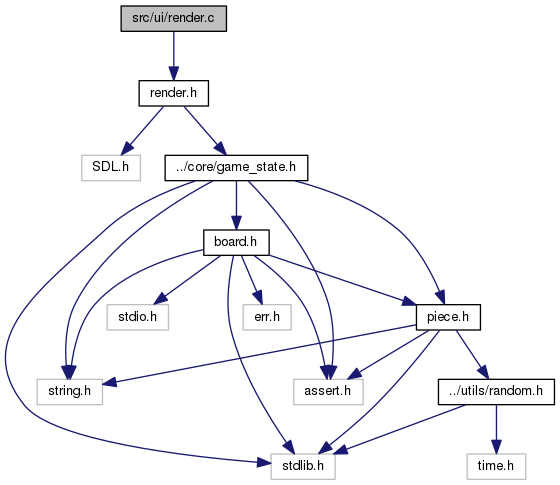 src/ui/render.c
render.h
SDL.h
../core/game_state.h
board.h
stdio.h
err.h
piece.h
string.h
assert.h
../utils/random.h
stdlib.h
time.h